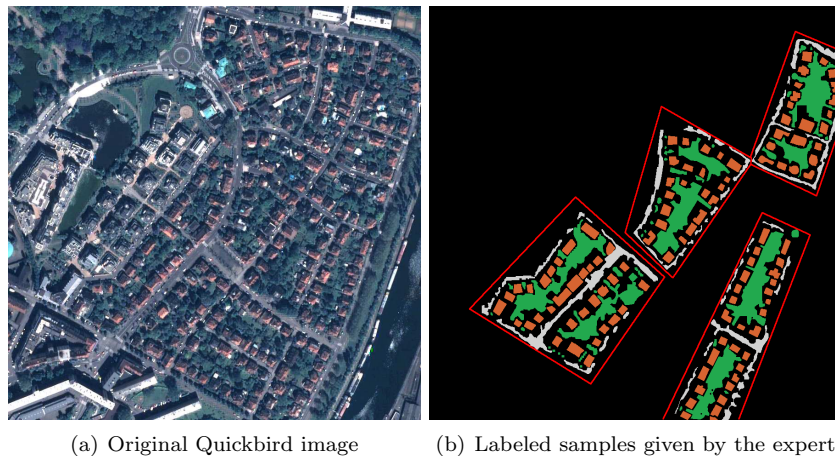 (a) Original Quickbird image
(b) Labeled samples given by the expert